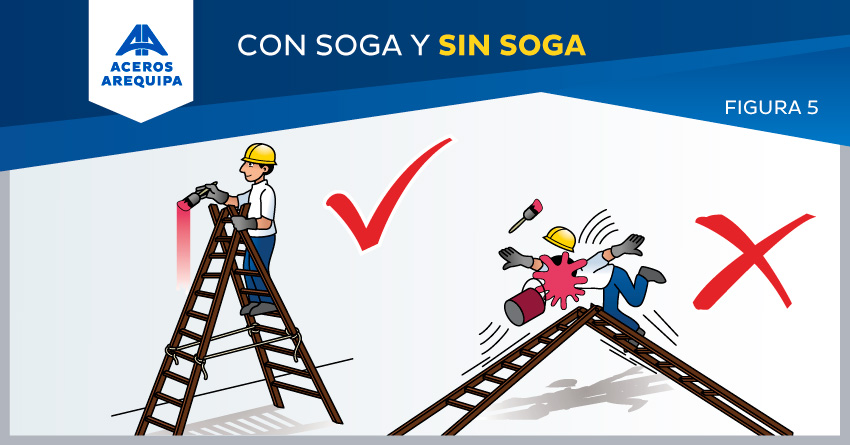 ACEROS
AREQUIPA
CON SOGA Y SIN SOGA
FIGURA 5